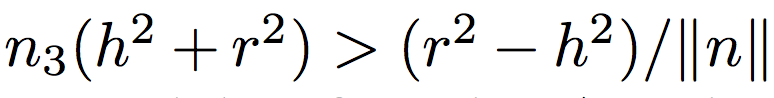 n₃(h² + r²) > (r² − h²)/‖n‖